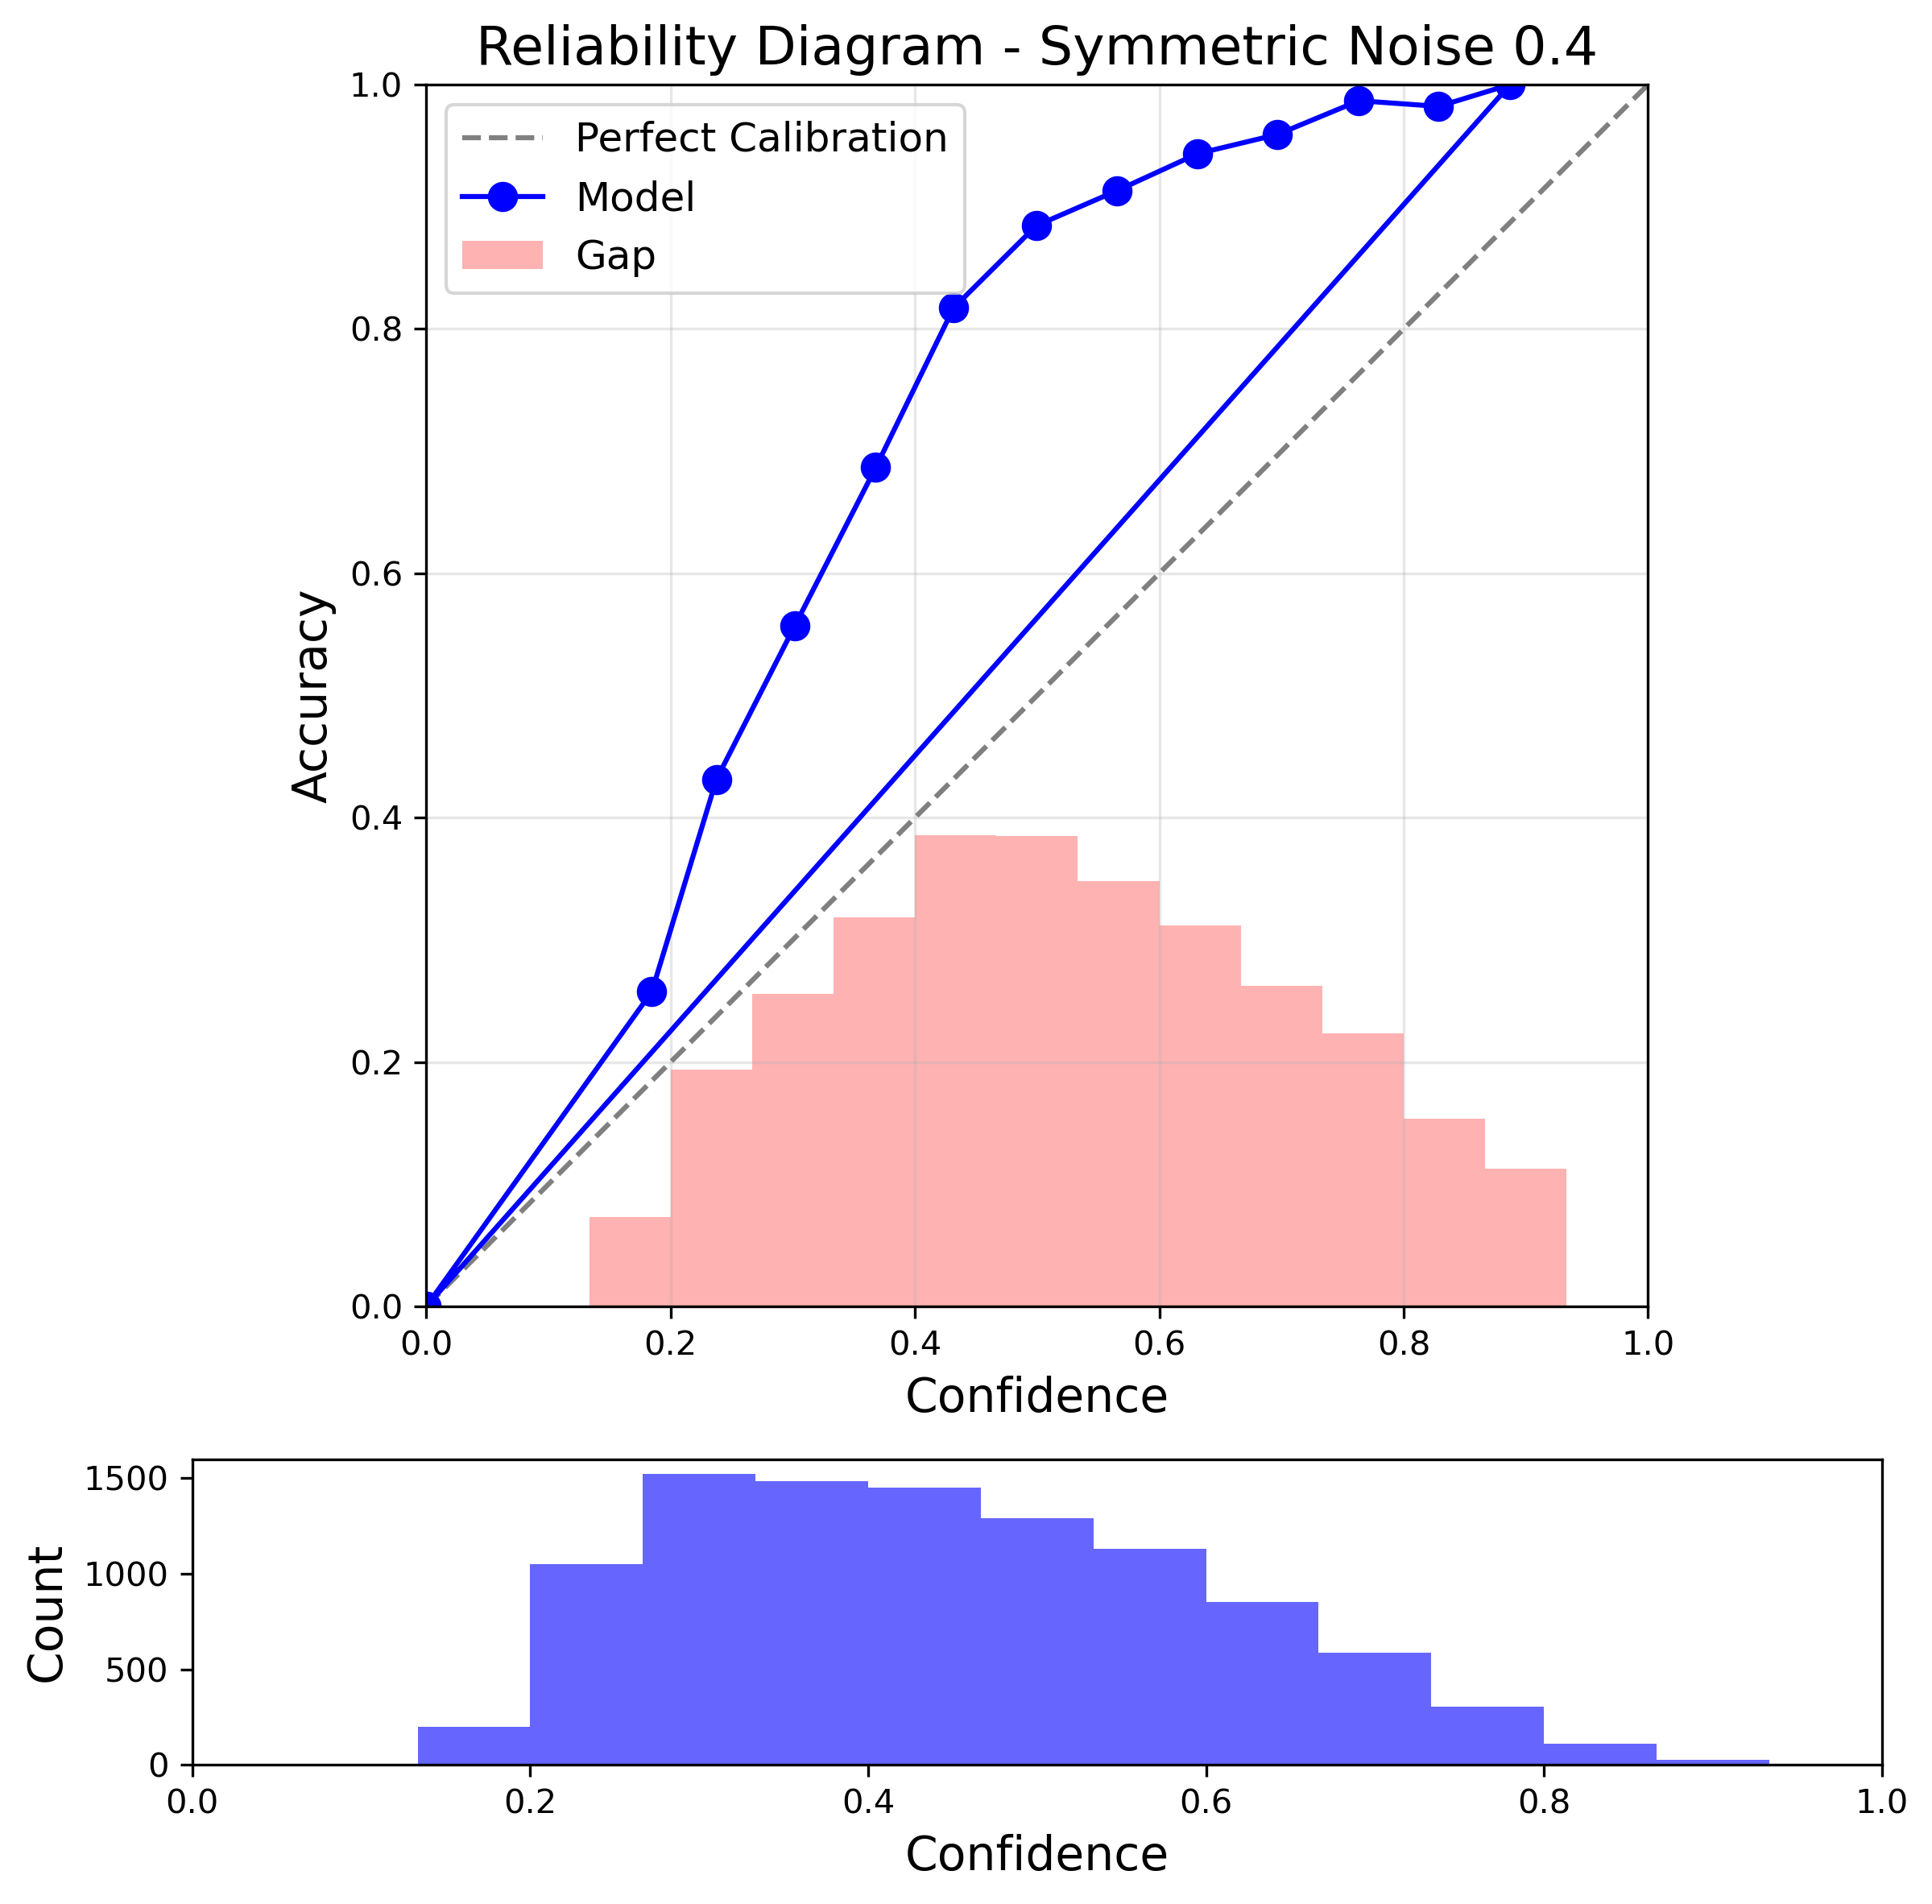 Reliability Diagram - Symmetric Noise 0.4
1.0
0.8
0.6
0.4
0.2
0.0
Accuracy
Perfect Calibration
Model
Gap
0.0 0.2 0.4 0.6 0.8 1.0
Confidence
1500
1000
500
0
Count
0.0 0.2 0.4 0.6 0.8 1.0
Confidence